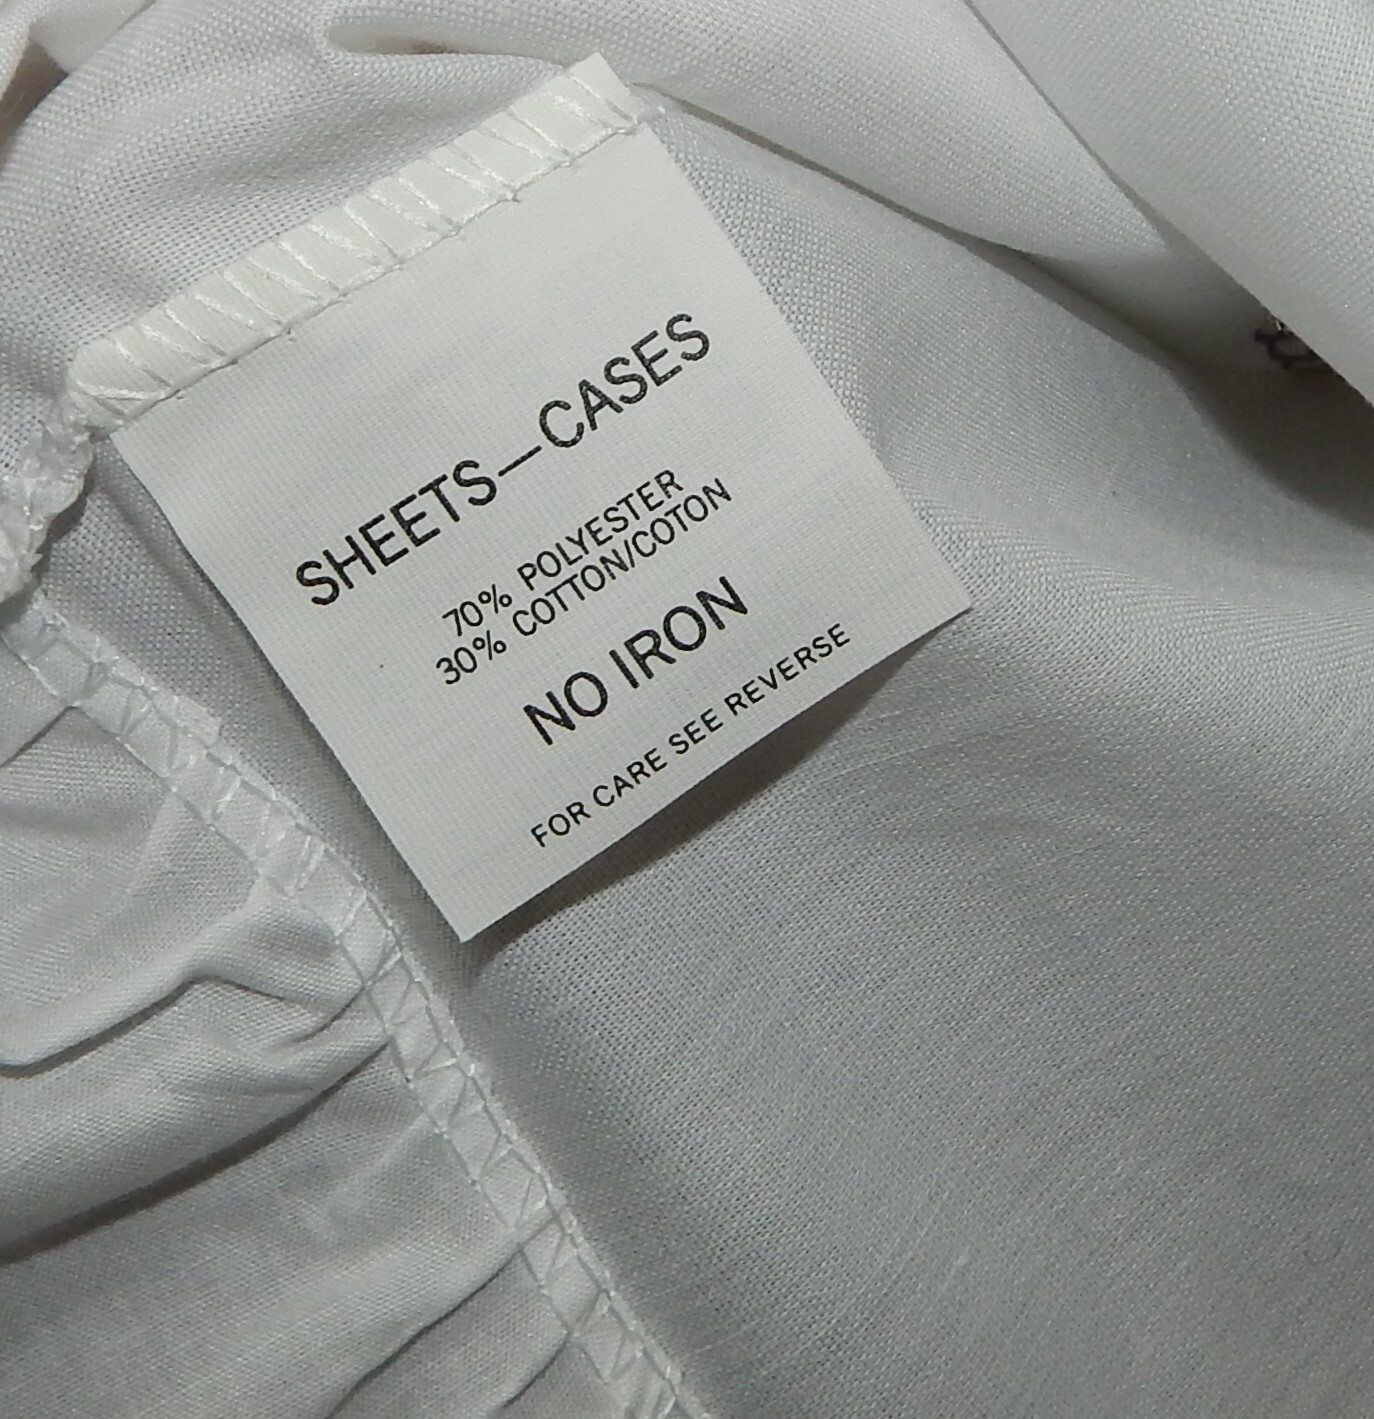 SHEETS—CASES
70% POLYESTER
30% COTTON/COTON
NO IRON
FOR CARE SEE REVERSE